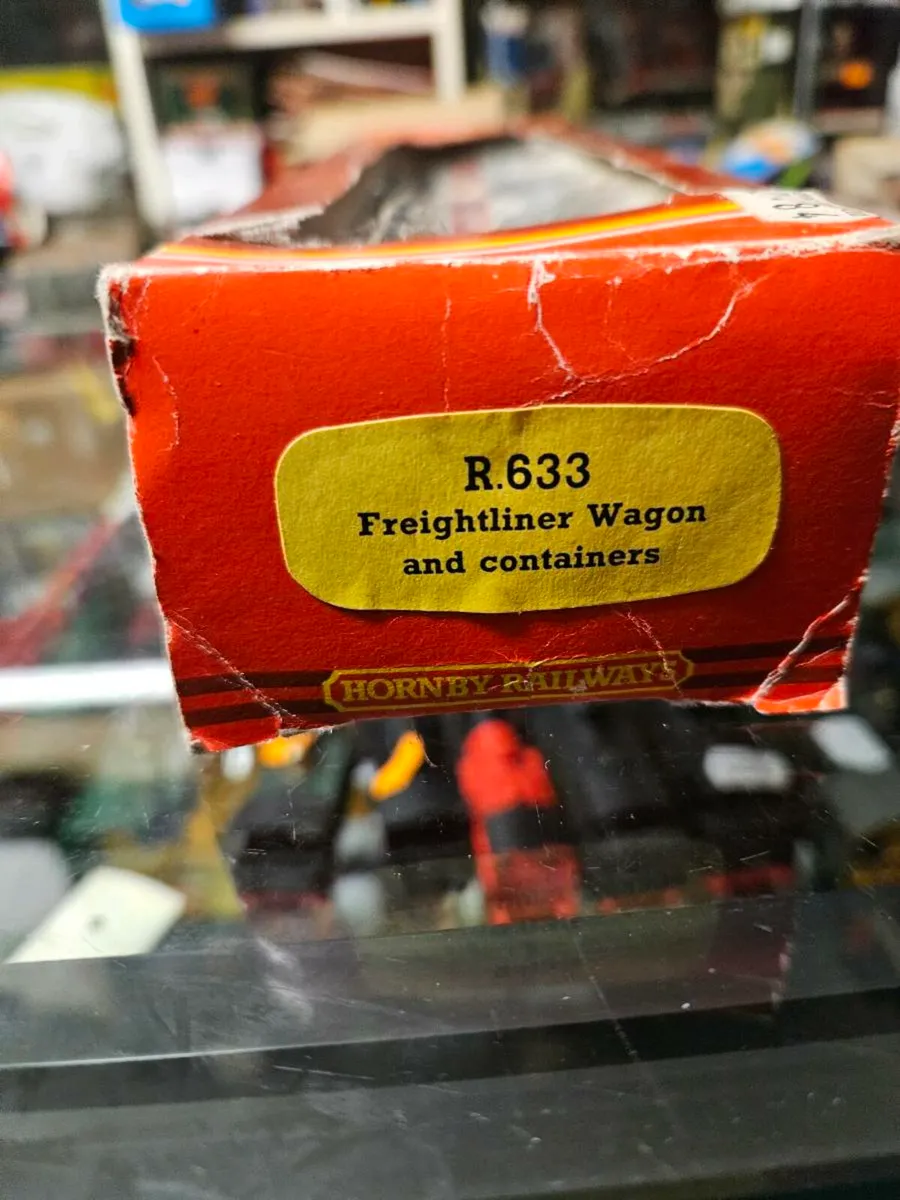 R.633
Freightliner Wagon
and containers
HORNBY RAILWAYS